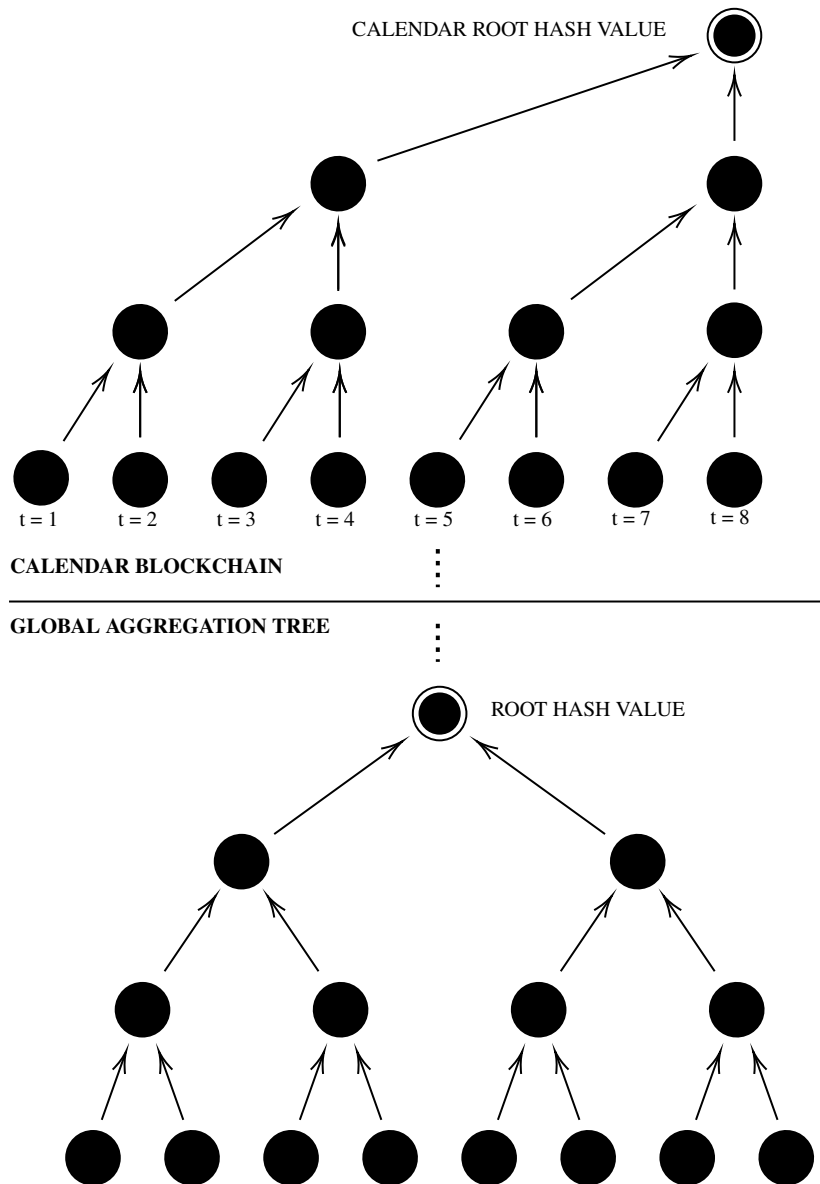 CALENDAR ROOT HASH VALUE
t = 1 t = 2 t = 3 t = 4 t = 5 t = 6 t = 7 t = 8
CALENDAR BLOCKCHAIN
GLOBAL AGGREGATION TREE
ROOT HASH VALUE